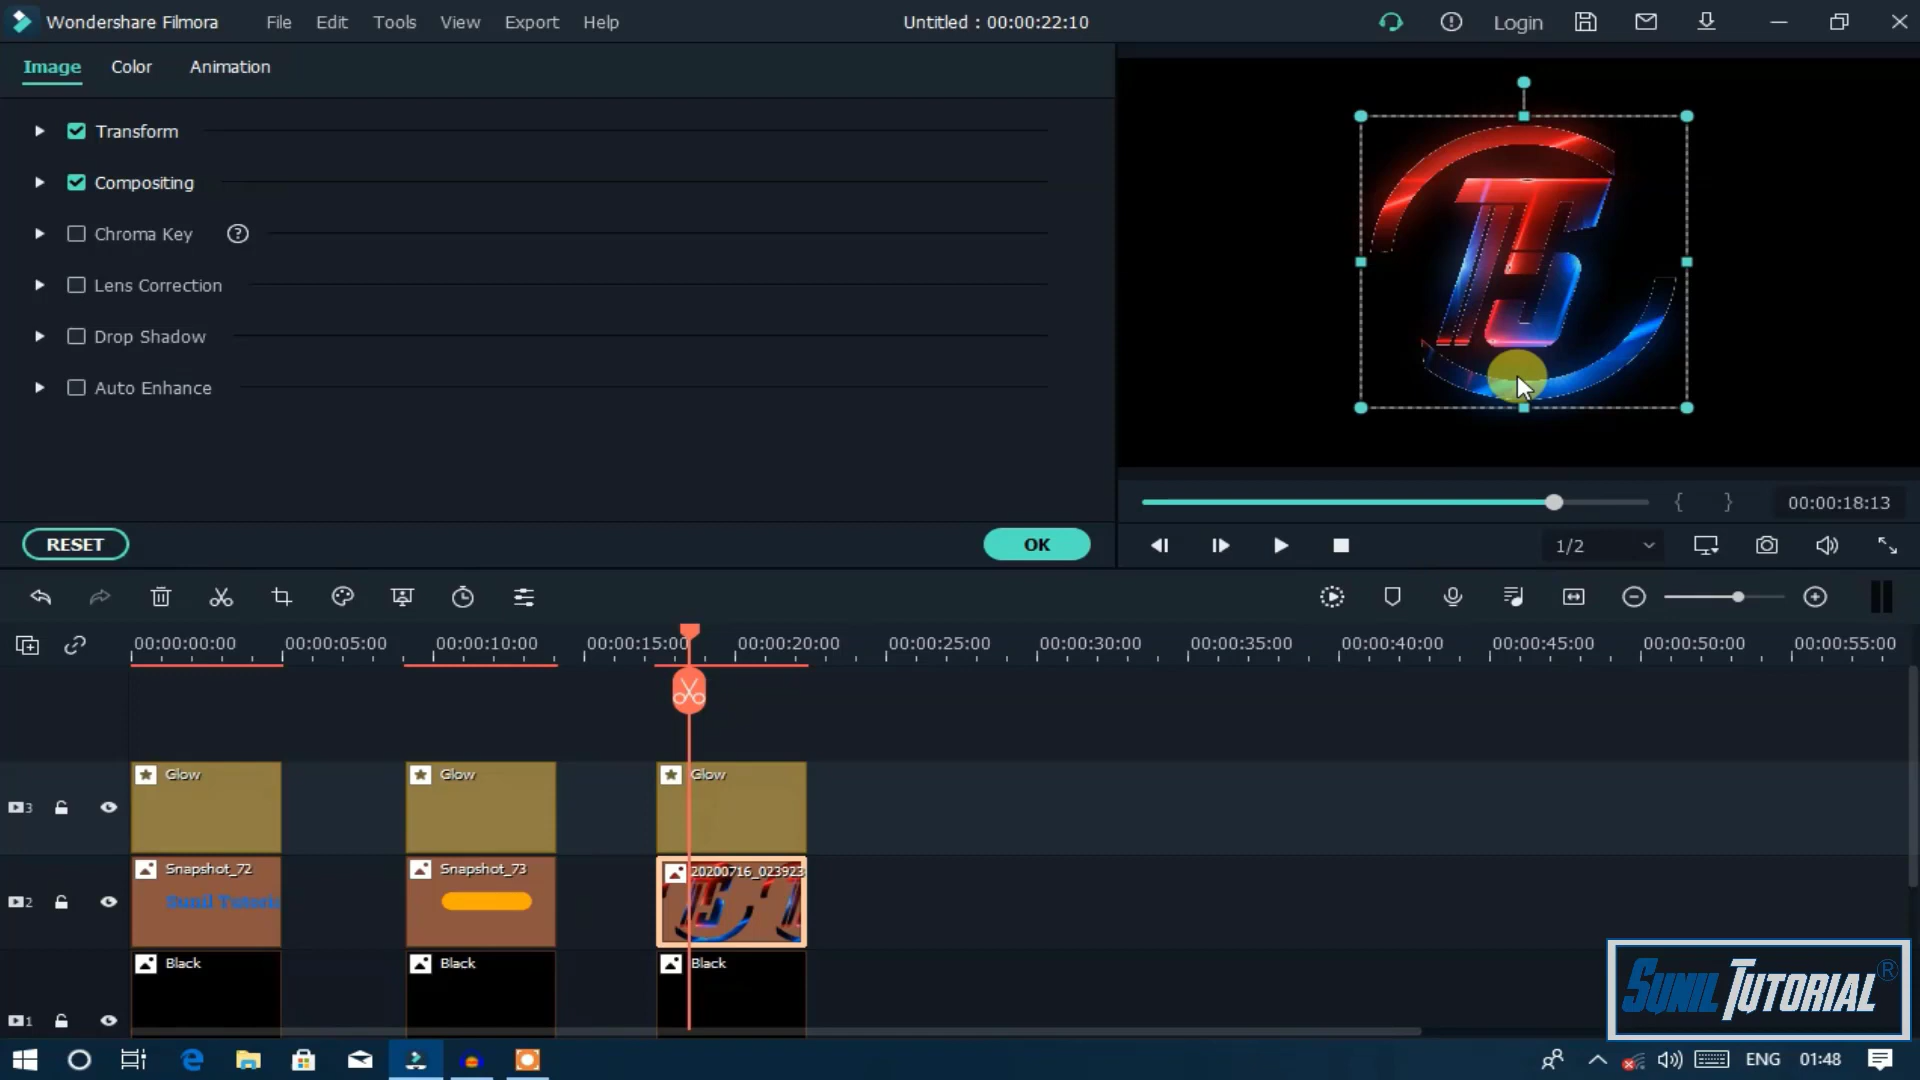 Wondershare Filmora File Edit Tools View Export Help Untitled : 00:00:22:10 Login
Image Color Animation
Transform
Compositing
Chroma Key ?
Lens Correction
Drop Shadow
Auto Enhance
TS
{ } 00:00:18:13
RESET OK 1/2
00:00:00:00 00:00:05:00 00:00:10:00 00:00:15:00 00:00:20:00 00:00:25:00 00:00:30:00 00:00:35:00 00:00:40:00 00:00:45:00 00:00:50:00 00:00:55:00
Glow Glow Glow
3
Snapshot_72 Snapshot_73 20200716_023923
2 Sunil Tutoria
Black Black Black
1
SUNIL TUTORIAL®
ENG 01:48